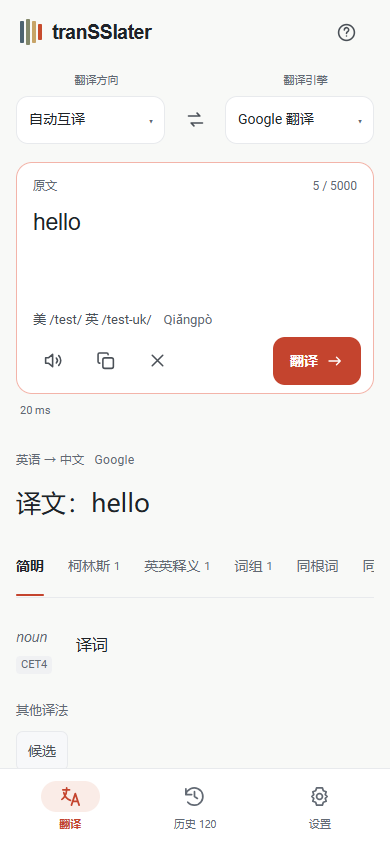 tranSSlater
翻译方向
翻译引擎
自动互译
Google 翻译
原文
5 / 5000
hello
美 /test/ 英 /test-uk/ Qiǎngpò
翻译
20 ms
英语 → 中文 Google
译文：hello
简明 柯林斯 1 英英释义 1 词组 1 同根词
noun
译词
CET4
其他译法
候选
翻译
历史 120
设置